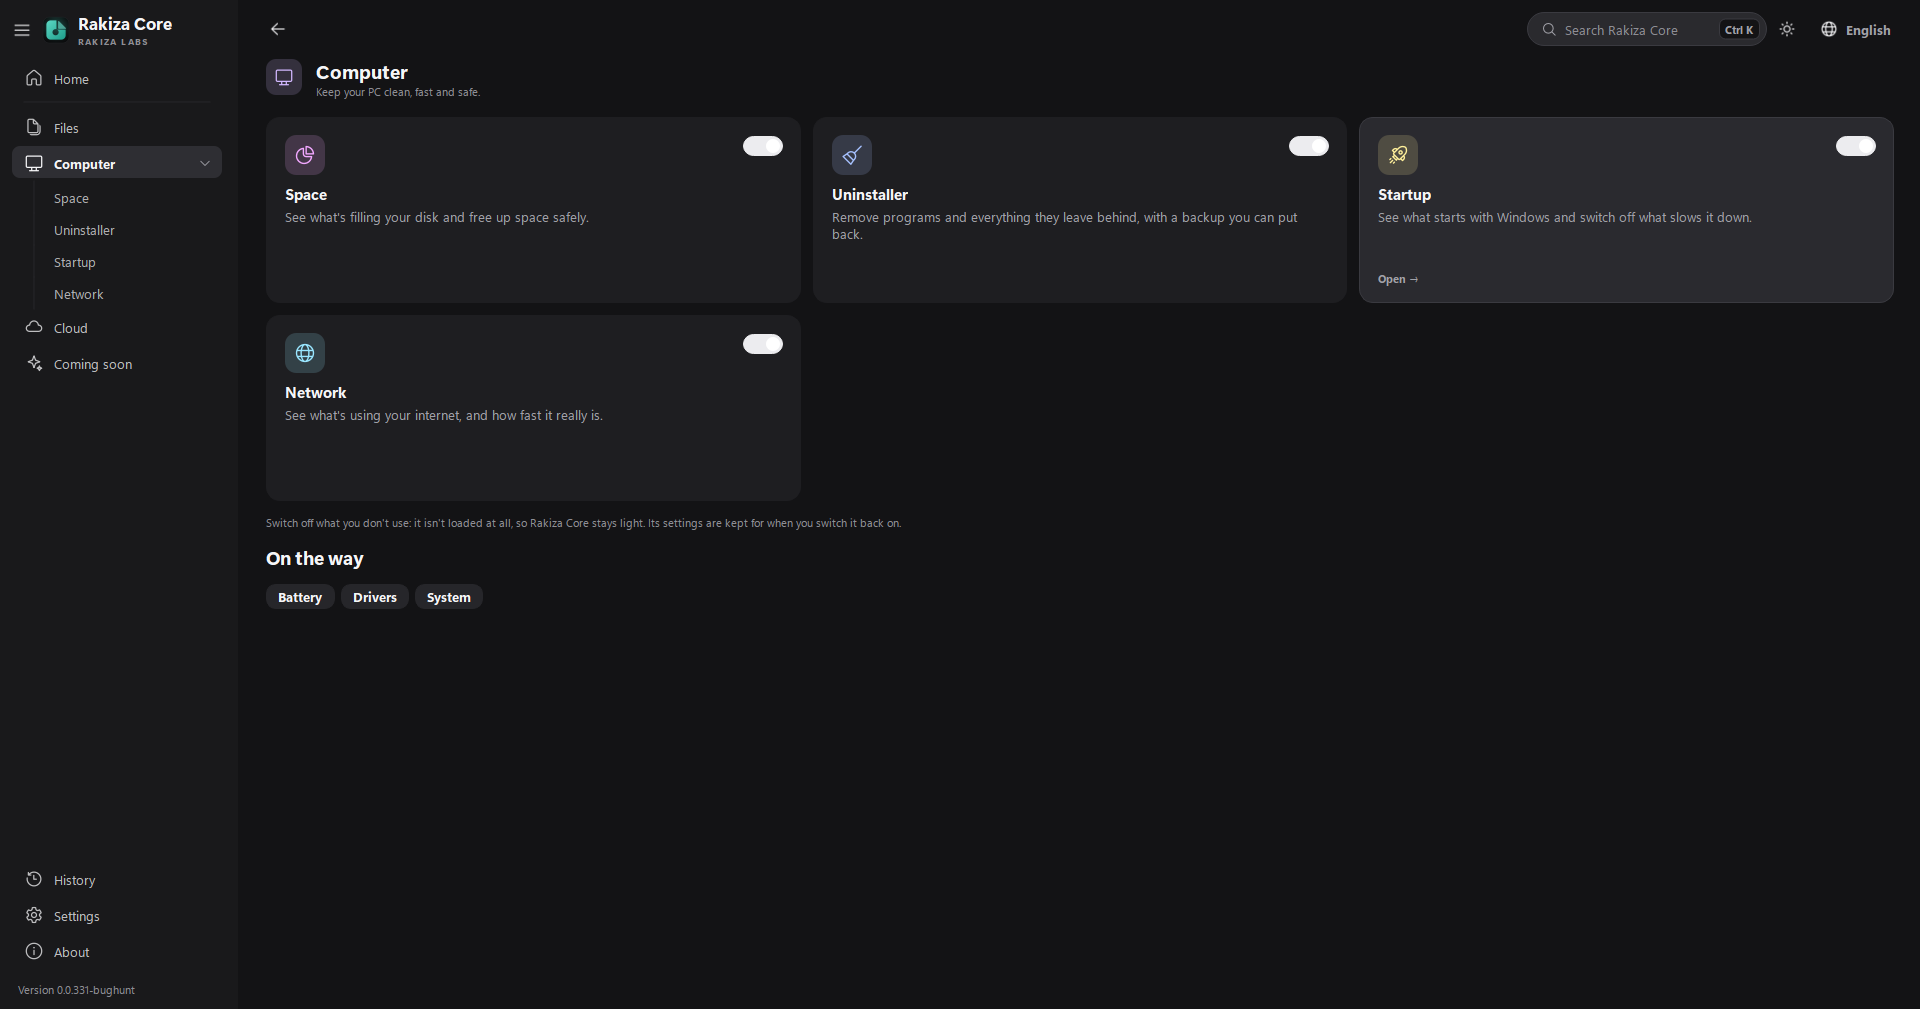 Rakiza Core
RAKIZA LABS
Search Rakiza Core
Ctrl K
English
Home
Files
Computer
Space
Uninstaller
Startup
Network
Cloud
Coming soon
History
Settings
About
Version 0.0.331-bughunt
Computer
Keep your PC clean, fast and safe.
Space
See what's filling your disk and free up space safely.
Uninstaller
Remove programs and everything they leave behind, with a backup you can put
back.
Startup
See what starts with Windows and switch off what slows it down.
Open →
Network
See what's using your internet, and how fast it really is.
Switch off what you don't use: it isn't loaded at all, so Rakiza Core stays light. Its settings are kept for when you switch it back on.
On the way
Battery
Drivers
System